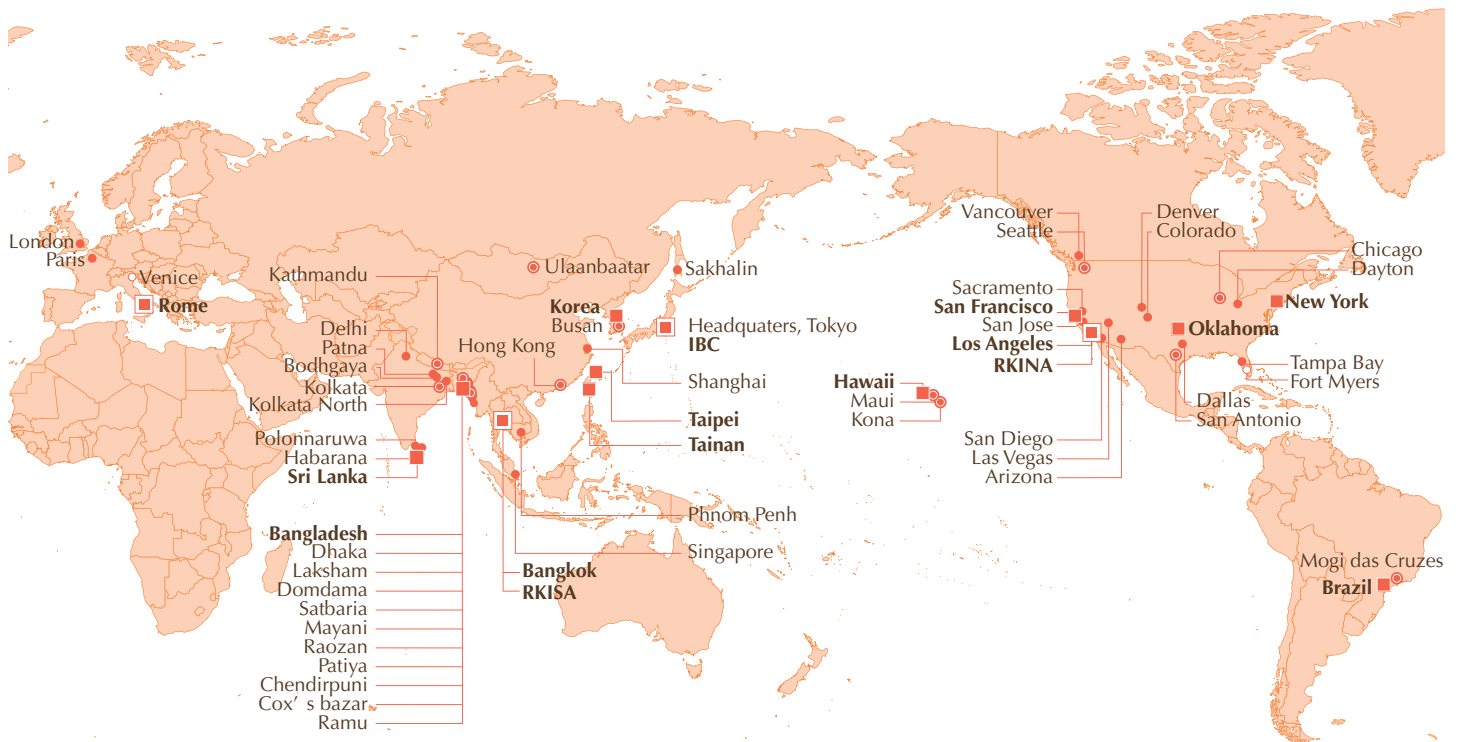 London
Paris
Venice
Rome
Kathmandu
Delhi
Patna
Bodhgaya
Kolkata
Kolkata North
Polonnaruwa
Habarana
Sri Lanka
Bangladesh
Dhaka
Laksham
Domdama
Satbaria
Mayani
Raozan
Patiya
Chendirpuni
Cox’ s bazar
Ramu
Ulaanbaatar
Sakhalin
Korea
Busan
Headquaters, Tokyo
IBC
Hong Kong
Shanghai
Taipei
Tainan
Phnom Penh
Singapore
Bangkok
RKISA
Hawaii
Maui
Kona
Vancouver
Seattle
Sacramento
San Francisco
San Jose
Los Angeles
RKINA
San Diego
Las Vegas
Arizona
Denver
Colorado
Chicago
Dayton
New York
Oklahoma
Tampa Bay
Fort Myers
Dallas
San Antonio
Mogi das Cruzes
Brazil